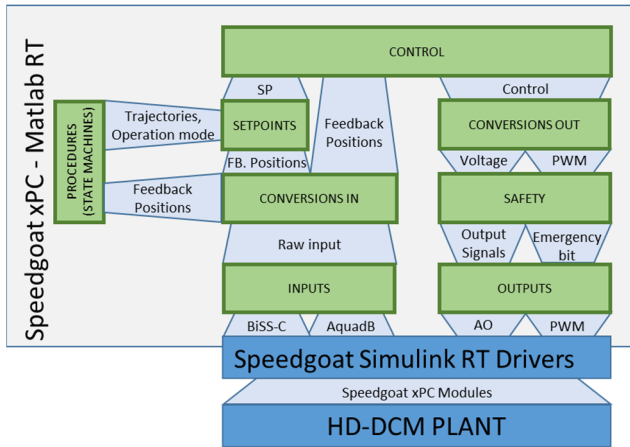 CONTROL
SP
Control
Trajectories,
Operation mode
SETPOINTS
Feedback
Positions
CONVERSIONS OUT
FB. Positions
Voltage
PWM
PROCEDURES
(STATE MACHINES)
Feedback
Positions
CONVERSIONS IN
SAFETY
Raw input
Output
Signals
Emergency
bit
INPUTS
OUTPUTS
BiSS-C
AquadB
AO
PWM
Speedgoat xPC - Matlab RT
Speedgoat Simulink RT Drivers
Speedgoat xPC Modules
HD-DCM PLANT